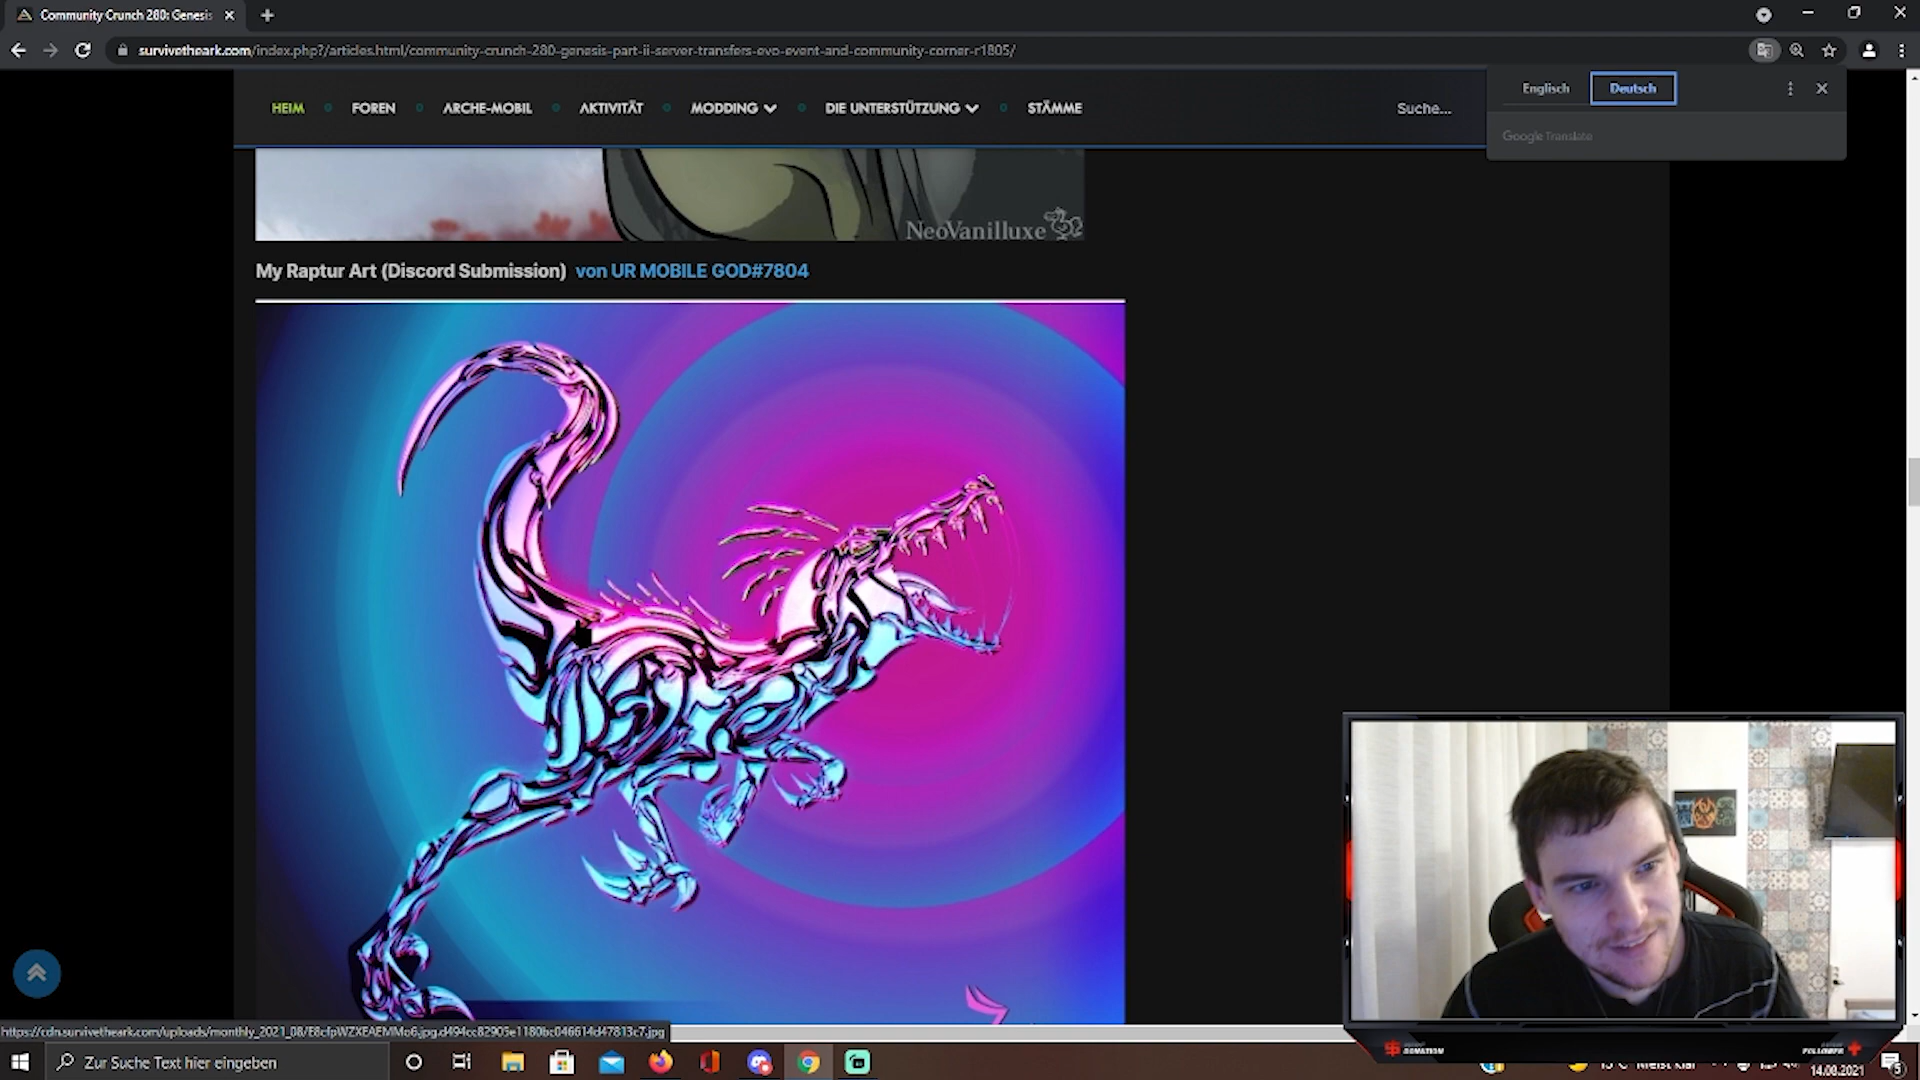 Community Crunch 280: Genesis
survivetheark.com/index.php?/articles.html/community-crunch-280-genesis-part-ii-server-transfers-evo-event-and-community-corner-r1805/
Englisch Deutsch
Google Translate
HEIM FOREN ARCHE-MOBIL AKTIVITÄT MODDING DIE UNTERSTÜTZUNG STÄMME Suche...
NeoVanilluxe
My Raptur Art (Discord Submission) von UR MOBILE GOD#7804
DONATION
FOLLOWER
Zur Suche Text hier eingeben
14.08.2021
5